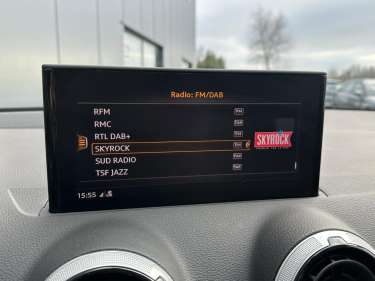 Radio: FM/DAB
RFM
RMC
RTL DAB+
SKYROCK
SKYROCK
SUD RADIO
TSF JAZZ
15:55